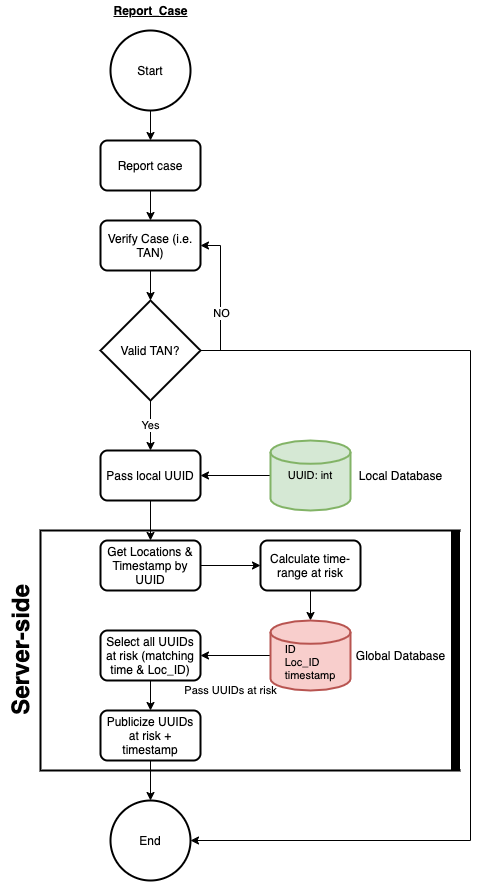 Report_Case
Start
Report case
Verify Case (i.e.
TAN)
NO
Valid TAN?
Yes
Pass local UUID
UUID: int
Local Database
Server-side
Get Locations &
Timestamp by
UUID
Calculate time-
range at risk
Select all UUIDs
at risk (matching
time & Loc_ID)
ID
Loc_ID
timestamp
Global Database
Pass UUIDs at risk
Publicize UUIDs
at risk +
timestamp
End